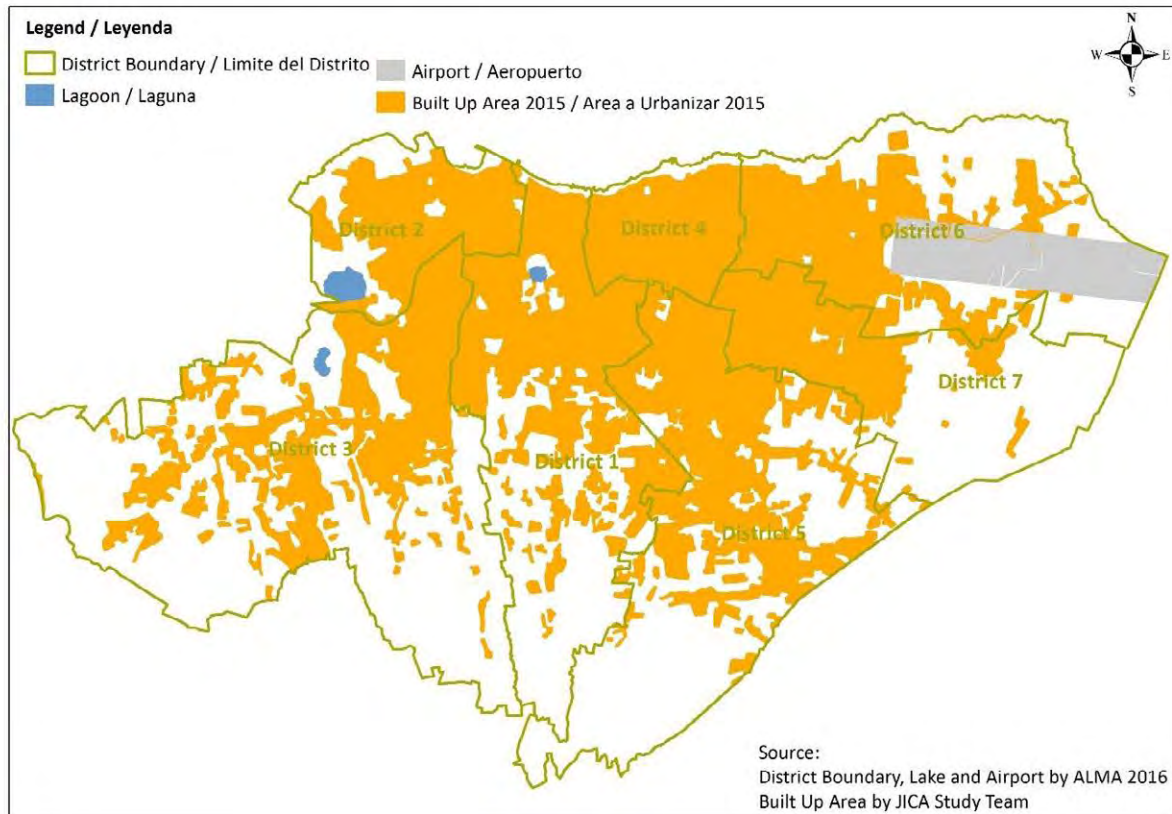 Legend / Leyenda
District Boundary / Limite del Distrito
Lagoon / Laguna
Airport / Aeropuerto
Built Up Area 2015 / Area a Urbanizar 2015
N
W
E
S
District 2
District 4
District 6
District 7
District 3
District 1
District 5
Source:
District Boundary, Lake and Airport by ALMA 2016
Built Up Area by JICA Study Team